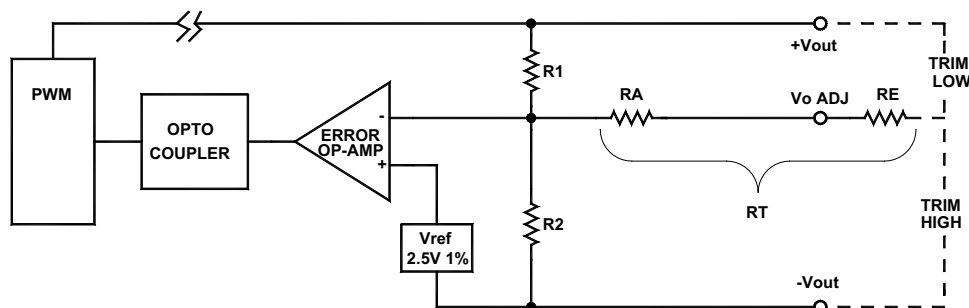 +Vout
R1
TRIM
LOW
PWM
RA
Vo ADJ
RE
OPTO
COUPLER
-
ERROR
OP-AMP
+
RT
TRIM
HIGH
R2
Vref
2.5V 1%
-Vout